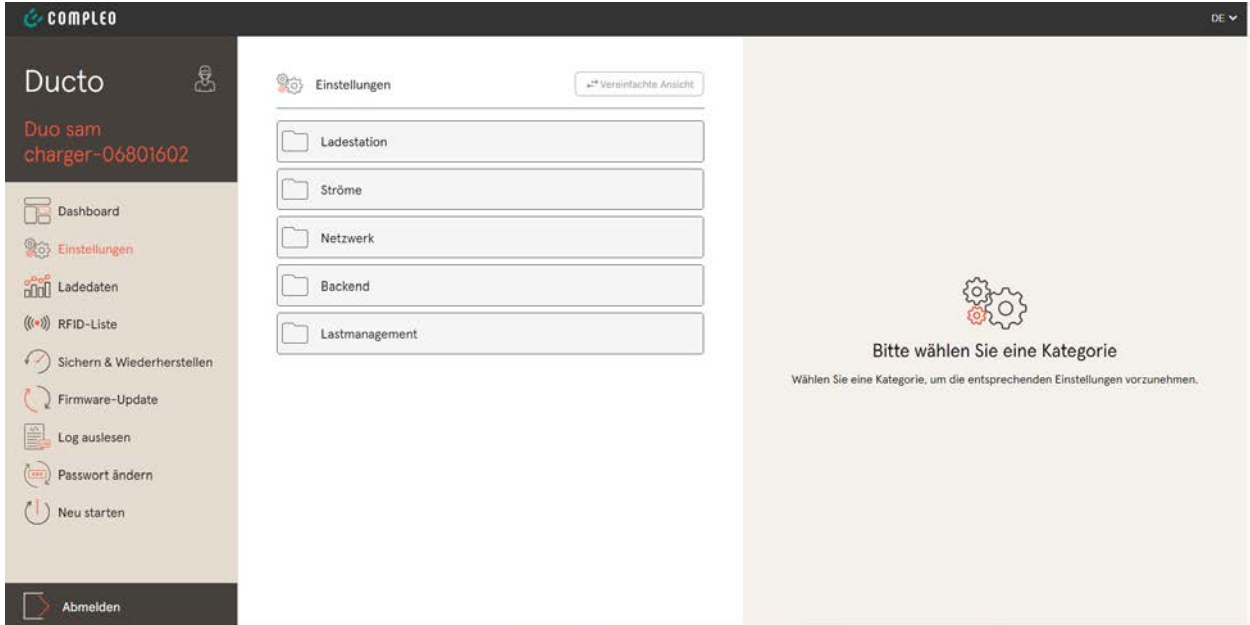 COMPLEO
DE
Ducto
Duo sam
charger-06801602
Dashboard
Einstellungen
Ladedaten
RFID-Liste
Sichern & Wiederherstellen
Firmware-Update
Log auslesen
Passwort ändern
Neu starten
Abmelden
Einstellungen
Vereinfachte Ansicht
Ladestation
Ströme
Netzwerk
Backend
Lastmanagement
Bitte wählen Sie eine Kategorie
Wählen Sie eine Kategorie, um die entsprechenden Einstellungen vorzunehmen.